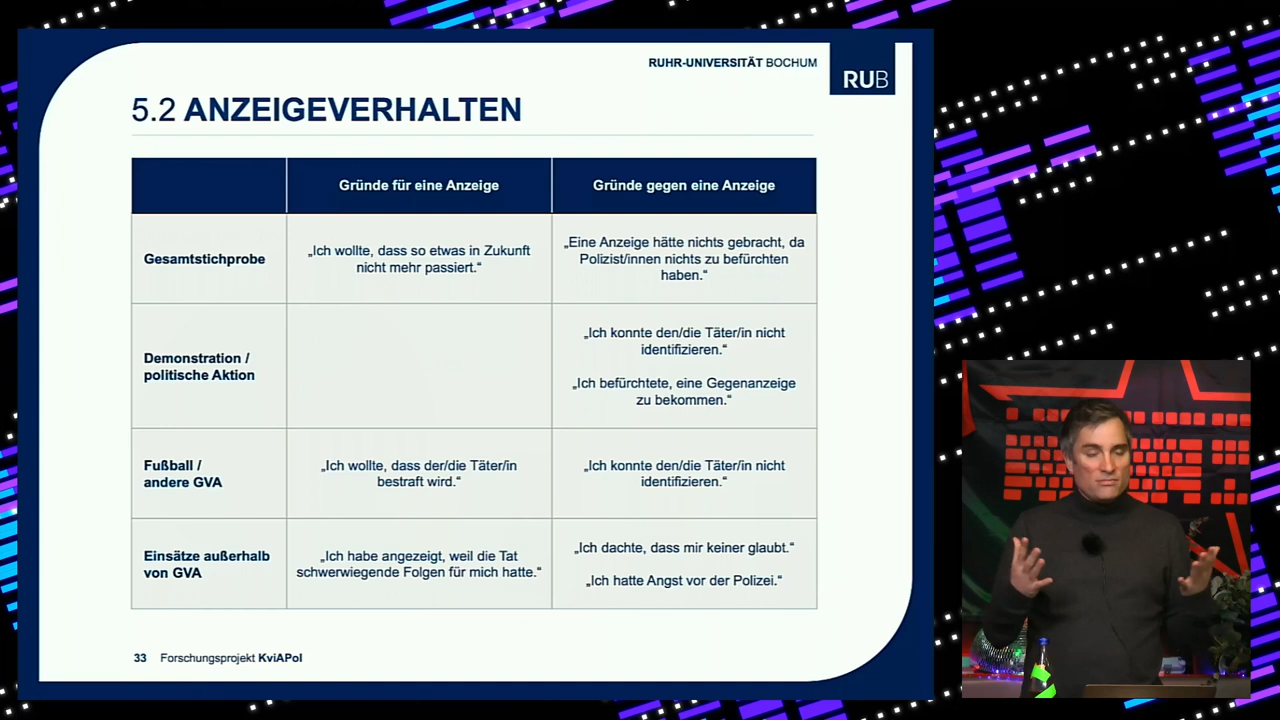 RUHR-UNIVERSITÄT BOCHUM
RUB
5.2 ANZEIGEVERHALTEN
Gründe für eine Anzeige
Gründe gegen eine Anzeige
Gesamtstichprobe
„Ich wollte, dass so etwas in Zukunft
nicht mehr passiert.“
„Eine Anzeige hätte nichts gebracht, da
Polizist/innen nichts zu befürchten
haben.“
Demonstration /
politische Aktion
„Ich konnte den/die Täter/in nicht
identifizieren.“
„Ich befürchtete, eine Gegenanzeige
zu bekommen.“
Fußball /
andere GVA
„Ich wollte, dass der/die Täter/in
bestraft wird.“
„Ich konnte den/die Täter/in nicht
identifizieren.“
Einsätze außerhalb
von GVA
„Ich habe angezeigt, weil die Tat
schwerwiegende Folgen für mich hatte.“
„Ich dachte, dass mir keiner glaubt.“
„Ich hatte Angst vor der Polizei.“
33 Forschungsprojekt KviAPol